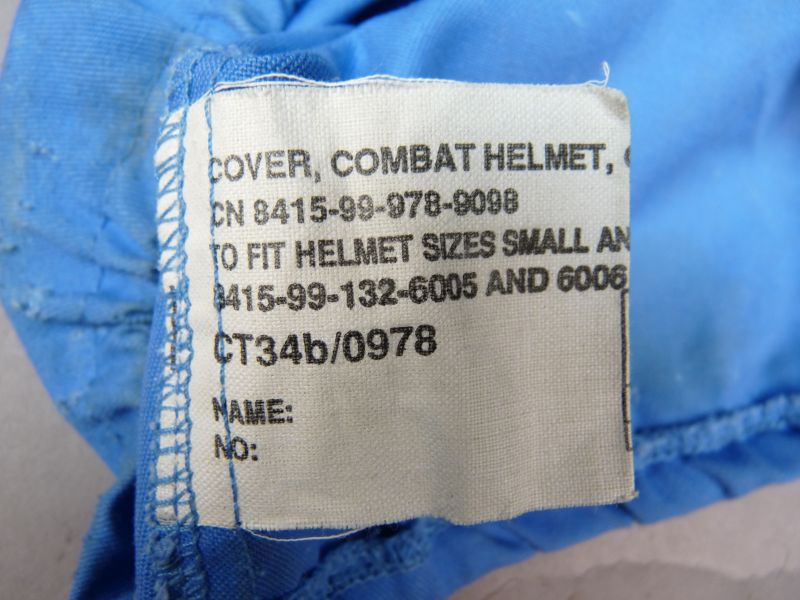 COVER, COMBAT HELMET,
CN 8415-99-978-9098
TO FIT HELMET SIZES SMALL AN
8415-99-132-6005 AND 6006
CT34b/0978
NAME:
NO: